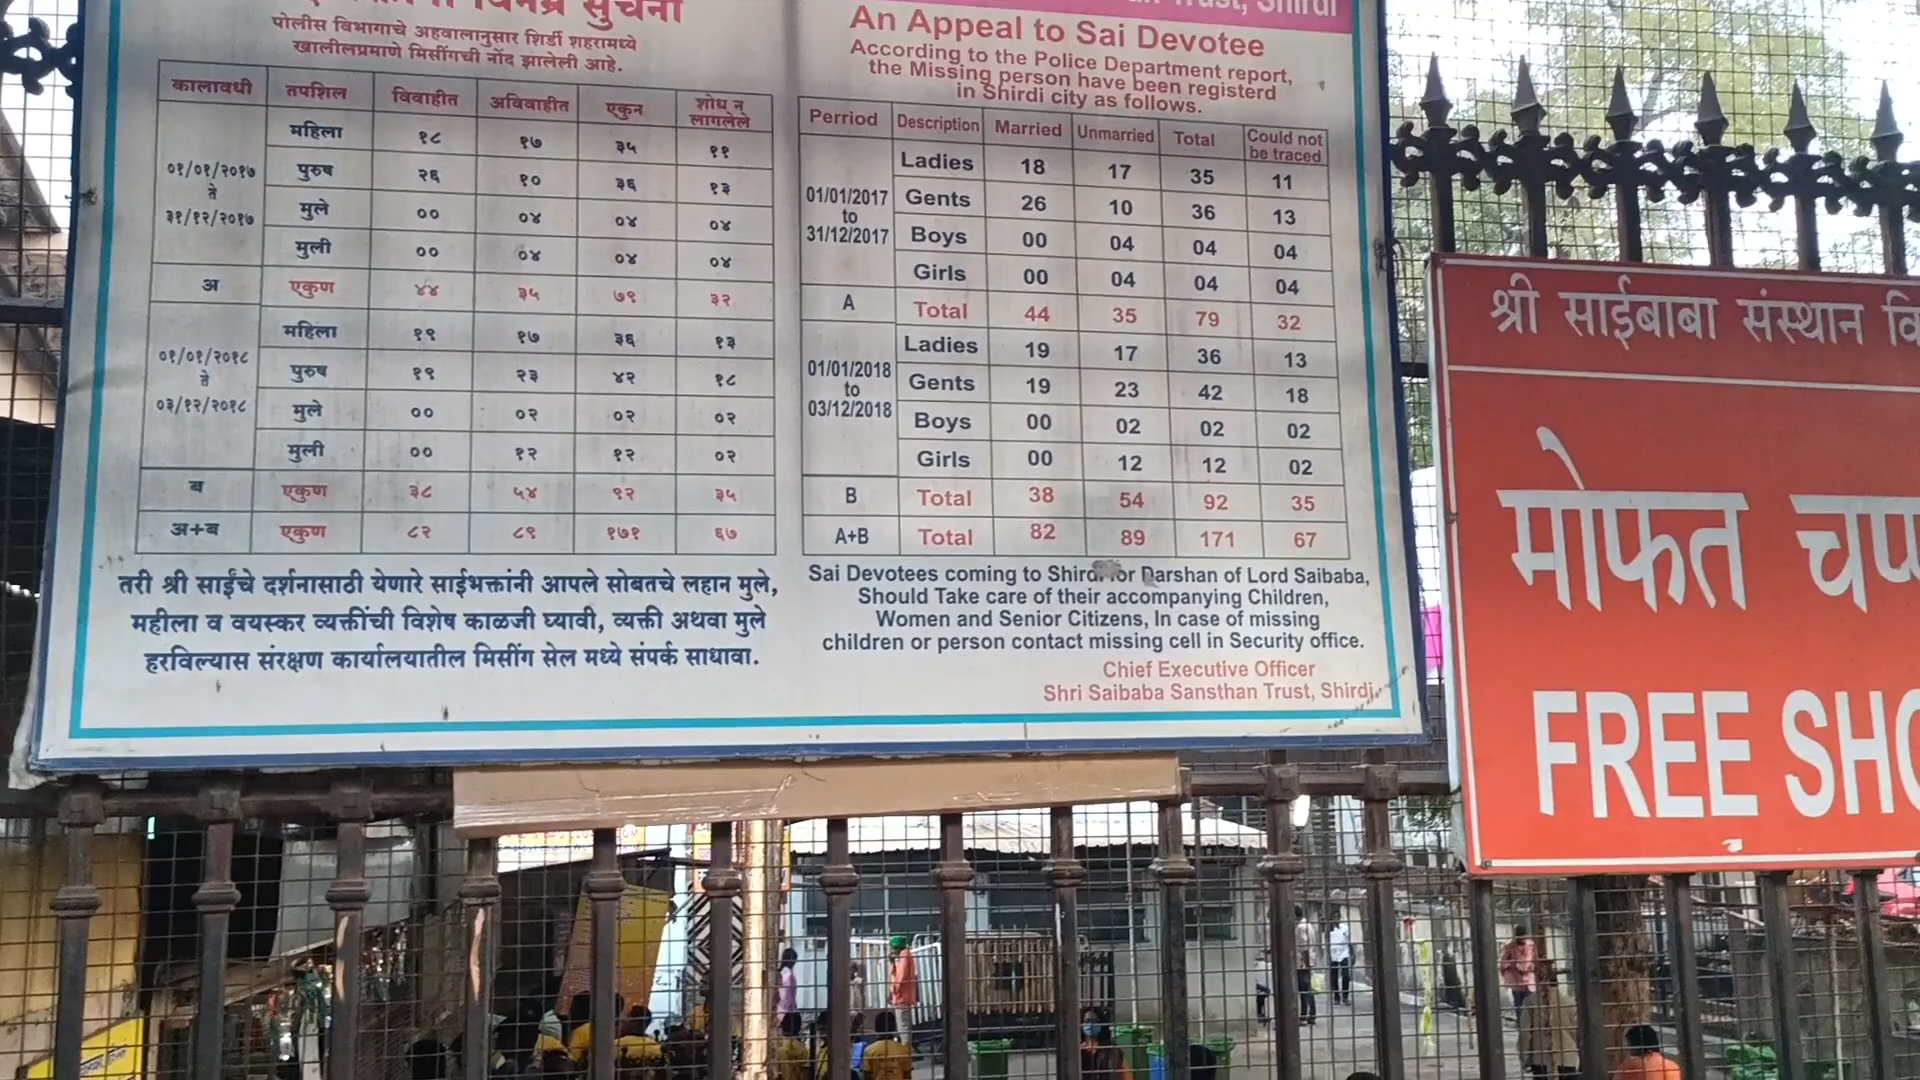 सुचना
पोलीस विभागाचे अहवालानुसार शिर्डी शहरामध्ये
खालीलप्रमाणे मिसींगची नोंद झालेली आहे.
कालावधी तपशिल विवाहीत अविवाहीत एकुन शोध न लागलेले
०१/०१/२०१७ ते ३१/१२/२०१७
महिला १८ १७ ३५ ११
पुरुष २६ १० ३६ १३
मुले ०० ०४ ०४ ०४
मुली ०० ०४ ०४ ०४
अ एकुण ४४ ३५ ७९ ३२
०१/०१/२०१८ ते ०३/१२/२०१८
महिला १९ १७ ३६ १३
पुरुष १९ २३ ४२ १८
मुले ०० ०२ ०२ ०२
मुली ०० १२ १२ ०२
ब एकुण ३८ ५४ ९२ ३५
अ+ब एकुण ८२ ८९ १७१ ६७
तरी श्री साईंचे दर्शनासाठी येणारे साईभक्तांनी आपले सोबतचे लहान मुले,
महीला व वयस्कर व्यक्तींची विशेष काळजी घ्यावी, व्यक्ती अथवा मुले
हरविल्यास संरक्षण कार्यालयातील मिसींग सेल मध्ये संपर्क साधावा.
Trust, Shirdi
An Appeal to Sai Devotee
According to the Police Department report,
the Missing person have been registerd
in Shirdi city as follows.
Perriod Description Married Unmarried Total Could not be traced
01/01/2017 to 31/12/2017
Ladies 18 17 35 11
Gents 26 10 36 13
Boys 00 04 04 04
Girls 00 04 04 04
A Total 44 35 79 32
01/01/2018 to 03/12/2018
Ladies 19 17 36 13
Gents 19 23 42 18
Boys 00 02 02 02
Girls 00 12 12 02
B Total 38 54 92 35
A+B Total 82 89 171 67
Sai Devotees coming to Shirdi for Darshan of Lord Saibaba,
Should Take care of their accompanying Children,
Women and Senior Citizens, In case of missing
children or person contact missing cell in Security office.
Chief Executive Officer
Shri Saibaba Sansthan Trust, Shirdi.
श्री साईबाबा संस्थान वि
मोफत चप्प
FREE SHO